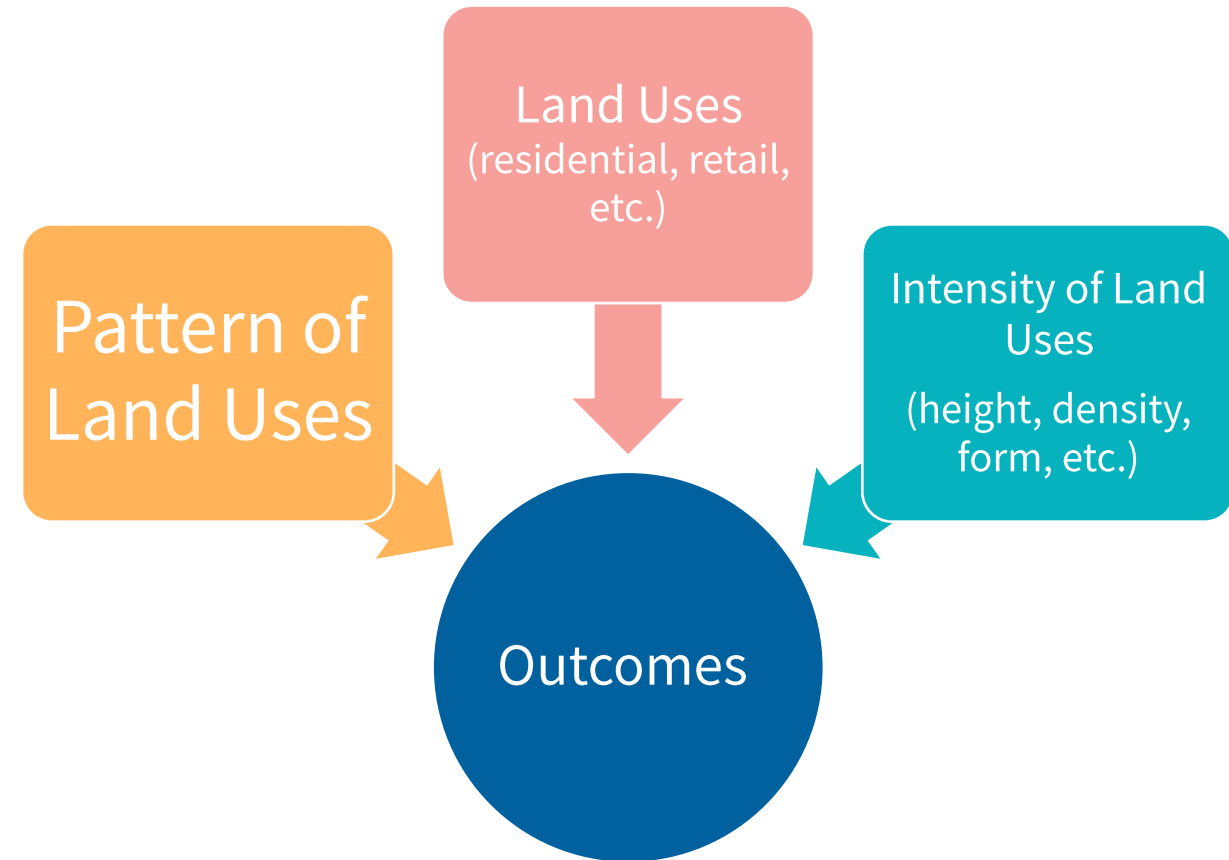 Land Uses
(residential, retail,
etc.)
Pattern of
Land Uses
Intensity of Land
Uses
(height, density,
form, etc.)
Outcomes